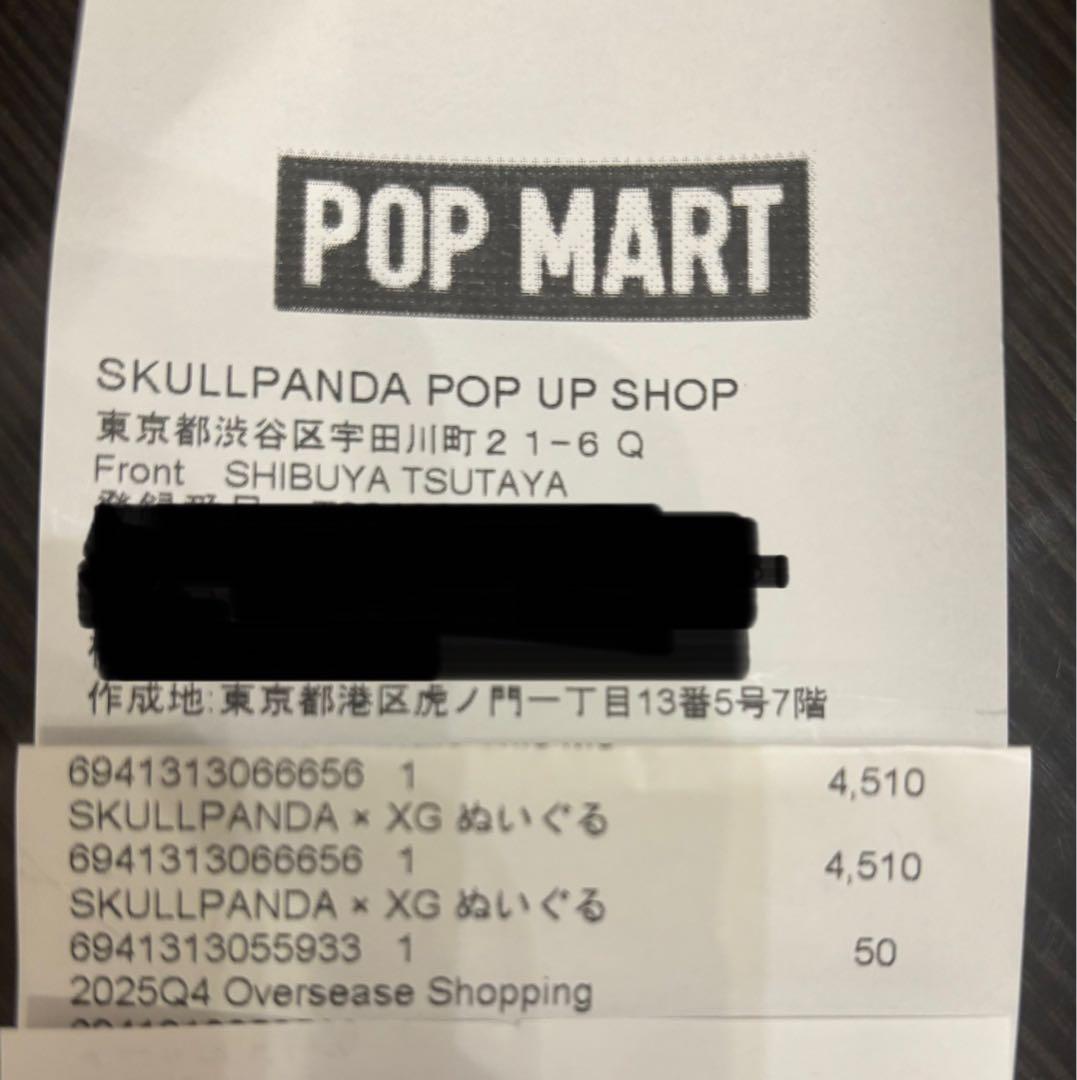 POP MART
SKULLPANDA POP UP SHOP
東京都渋谷区宇田川町21-6 Q
Front SHIBUYA TSUTAYA
作成地:東京都港区虎ノ門一丁目13番5号7階
6941313066656 1 4,510
SKULLPANDA × XG ぬいぐる
6941313066656 1 4,510
SKULLPANDA × XG ぬいぐる
6941313055933 1 50
2025Q4 Oversease Shopping